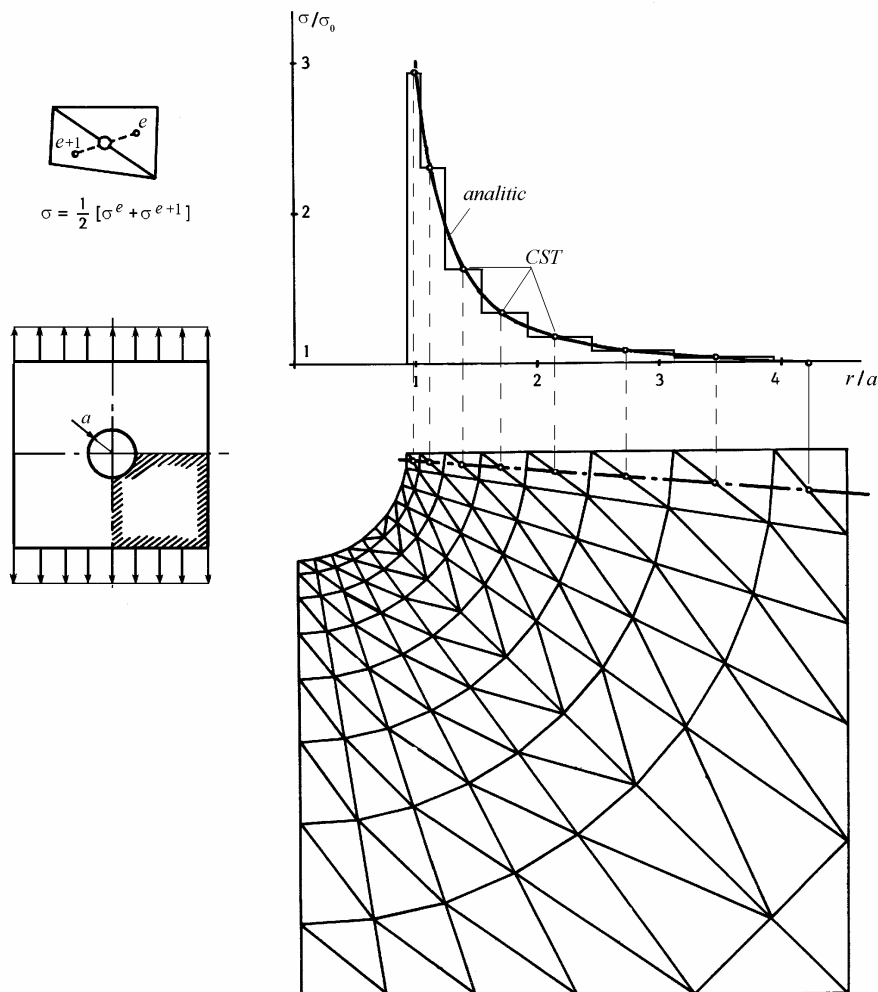 σ/σ₀
3
2
1
1
2
3
4
r/a
analitic
CST
e
e+1
σ = 1/2 [σᵉ + σᵉ⁺¹]
a